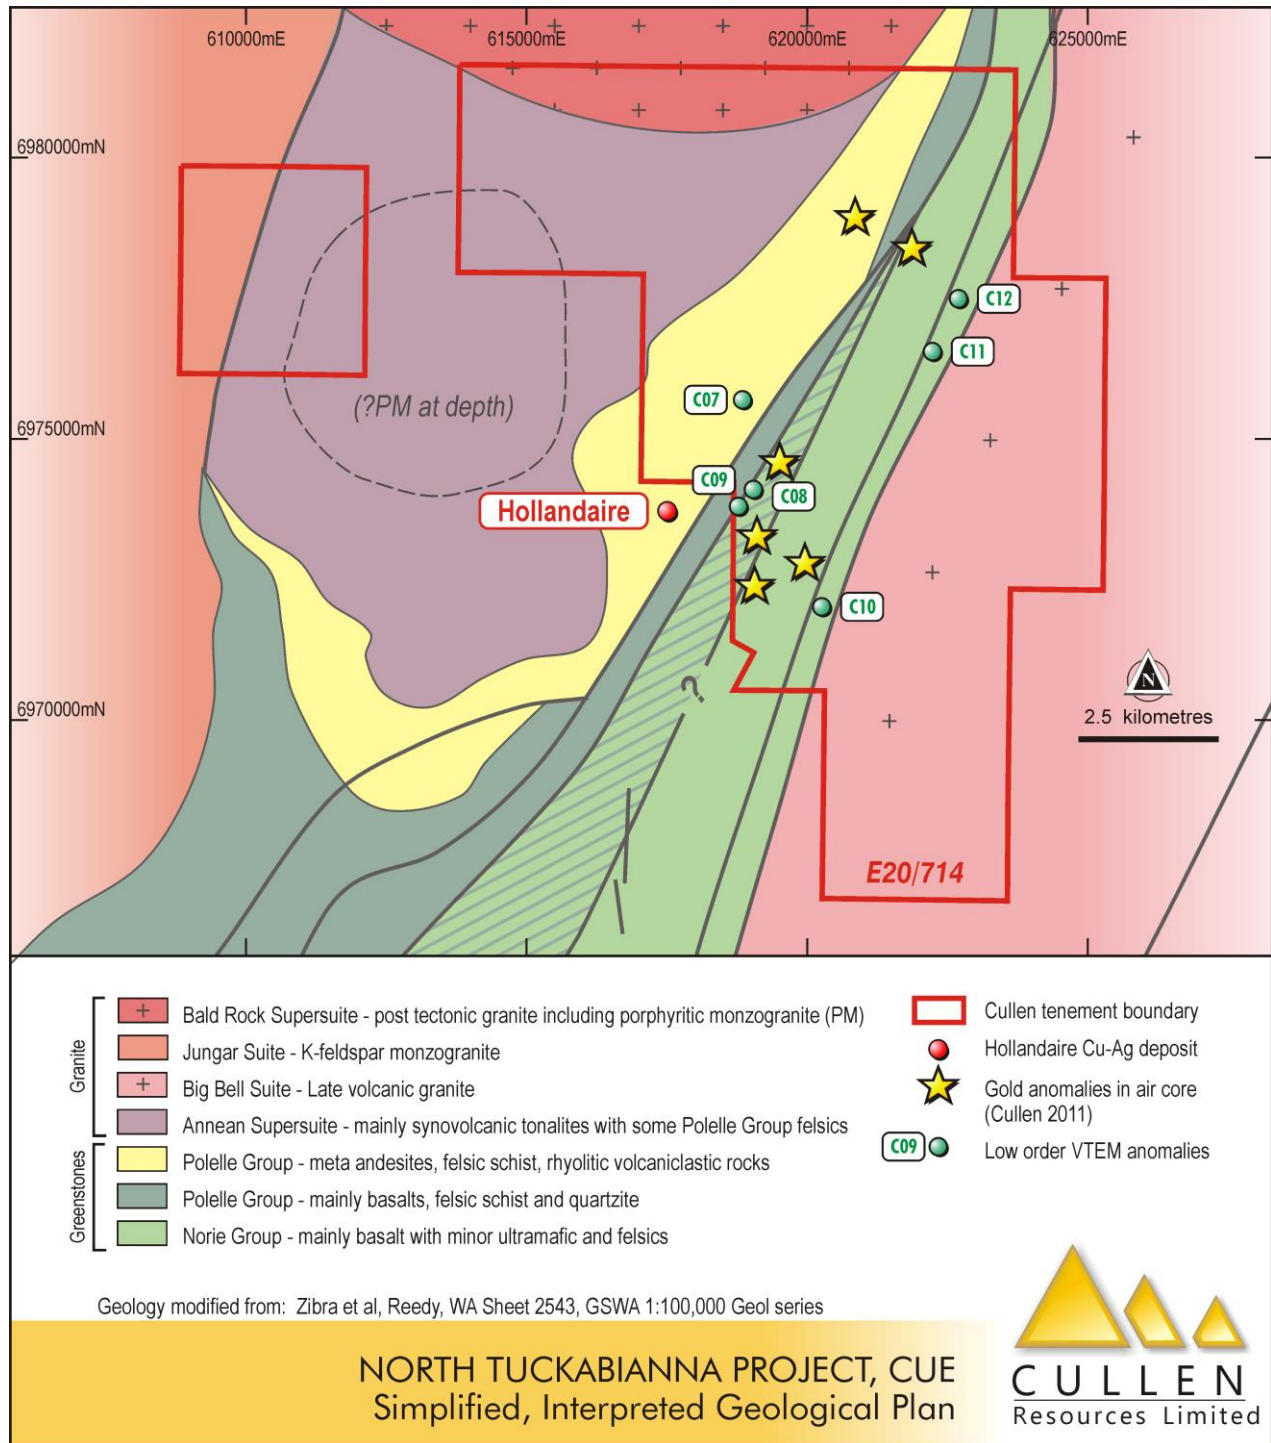 610000mE
615000mE
620000mE
625000mE
6980000mN
C12
C11
(?PM at depth)
C07
6975000mN
C09
C08
Hollandaire
C10
?
N
6970000mN
2.5 kilometres
E20/714
Granite
Bald Rock Supersuite - post tectonic granite including porphyritic monzogranite (PM)
Jungar Suite - K-feldspar monzogranite
Big Bell Suite - Late volcanic granite
Annean Supersuite - mainly synovolcanic tonalites with some Polelle Group felsics
Greenstones
Polelle Group - meta andesites, felsic schist, rhyolitic volcaniclastic rocks
Polelle Group - mainly basalts, felsic schist and quartzite
Norie Group - mainly basalt with minor ultramafic and felsics
Cullen tenement boundary
Hollandaire Cu-Ag deposit
Gold anomalies in air core
(Cullen 2011)
C09
Low order VTEM anomalies
Geology modified from: Zibra et al, Reedy, WA Sheet 2543, GSWA 1:100,000 Geol series
NORTH TUCKABIANNA PROJECT, CUE
Simplified, Interpreted Geological Plan
CULLEN
Resources Limited